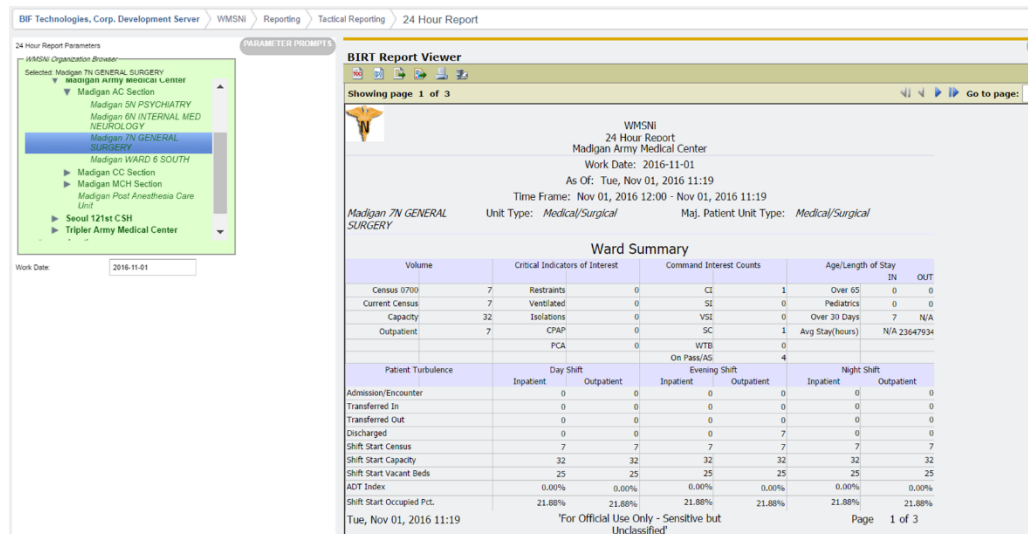 BIF Technologies, Corp. Development Server WMSNi Reporting Tactical Reporting 24 Hour Report
24 Hour Report Parameters
PARAMETER PROMPTS
WMSNi Organization Browser
Selected: Madigan 7N GENERAL SURGERY
Madigan Army Medical Center
Madigan AC Section
Madigan 5N PSYCHIATRY
Madigan 6N INTERNAL MED
NEUROLOGY
Madigan 7N GENERAL
SURGERY
Madigan WARD 6 SOUTH
Madigan CC Section
Madigan MCH Section
Madigan Post Anesthesia Care
Unit
Seoul 121st CSH
Tripler Army Medical Center
Work Date: 2016-11-01
BIRT Report Viewer
Showing page 1 of 3 Go to page:
N
WMSNi
24 Hour Report
Madigan Army Medical Center
Work Date: 2016-11-01
As Of: Tue, Nov 01, 2016 11:19
Time Frame: Nov 01, 2016 12:00 - Nov 01, 2016 11:19
Madigan 7N GENERAL Unit Type: Medical/Surgical Maj. Patient Unit Type: Medical/Surgical
SURGERY
Ward Summary
Volume Critical Indicators of Interest Command Interest Counts Age/Length of Stay
IN OUT
Census 0700 7 Restraints 0 CI 1 Over 65 0 0
Current Census 7 Ventilated 0 SI 0 Pediatrics 0 0
Capacity 32 Isolations 0 VSI 0 Over 30 Days 7 N/A
Outpatient 7 CPAP 0 SC 1 Avg Stay(hours) N/A 23647934
PCA 0 WTB 0
On Pass/AS 4
Patient Turbulence Day Shift Evening Shift Night Shift
Inpatient Outpatient Inpatient Outpatient Inpatient Outpatient
Admission/Encounter 0 0 0 0 0 0
Transferred In 0 0 0 0 0 0
Transferred Out 0 0 0 0 0 0
Discharged 0 0 0 7 0 0
Shift Start Census 7 7 7 7 7 7
Shift Start Capacity 32 32 32 32 32 32
Shift Start Vacant Beds 25 25 25 25 25 25
ADT Index 0.00% 0.00% 0.00% 0.00% 0.00% 0.00%
Shift Start Occupied Pct. 21.88% 21.88% 21.88% 21.88% 21.88% 21.88%
Tue, Nov 01, 2016 11:19 'For Official Use Only - Sensitive but Page 1 of 3
Unclassified'